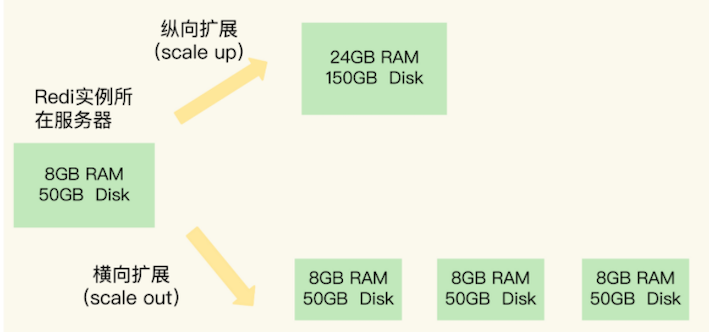 纵向扩展
(scale up)
24GB RAM
150GB Disk
Redi实例所
在服务器
8GB RAM
50GB Disk
横向扩展
(scale out)
8GB RAM
50GB Disk
8GB RAM
50GB Disk
8GB RAM
50GB Disk